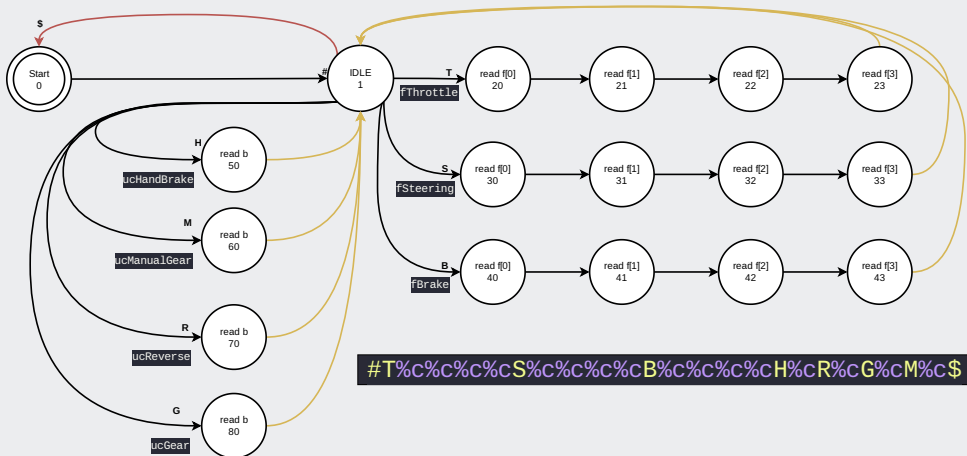 $
Start
0
#
IDLE
1
T
fThrottle
read f[0]
20
read f[1]
21
read f[2]
22
read f[3]
23
H
ucHandBrake
read b
50
S
fSteering
read f[0]
30
read f[1]
31
read f[2]
32
read f[3]
33
M
ucManualGear
read b
60
B
fBrake
read f[0]
40
read f[1]
41
read f[2]
42
read f[3]
43
R
ucReverse
read b
70
#T%c%c%c%cS%c%c%c%cB%c%c%c%cH%cR%cG%cM%c$
G
ucGear
read b
80